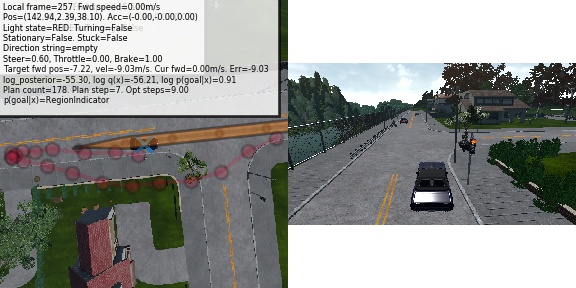 Local frame=257. Fwd speed=0.00m/s
Pos=(142.94,2.39,38.10). Acc=(-0.00,-0.00,0.00)
Light state=RED. Turning=False
Stationary=False. Stuck=False
Direction string=empty
Steer=0.60, Throttle=0.00, Brake=1.00
Target fwd pos=-7.22, vel=-9.03m/s. Cur fwd=0.00m/s. Err=-9.03
log_posterior=-55.30, log q(x)=-56.21, log p(goal|x)=0.91
Plan count=178. Plan step=7. Opt steps=9.00
p(goal|x)=RegionIndicator